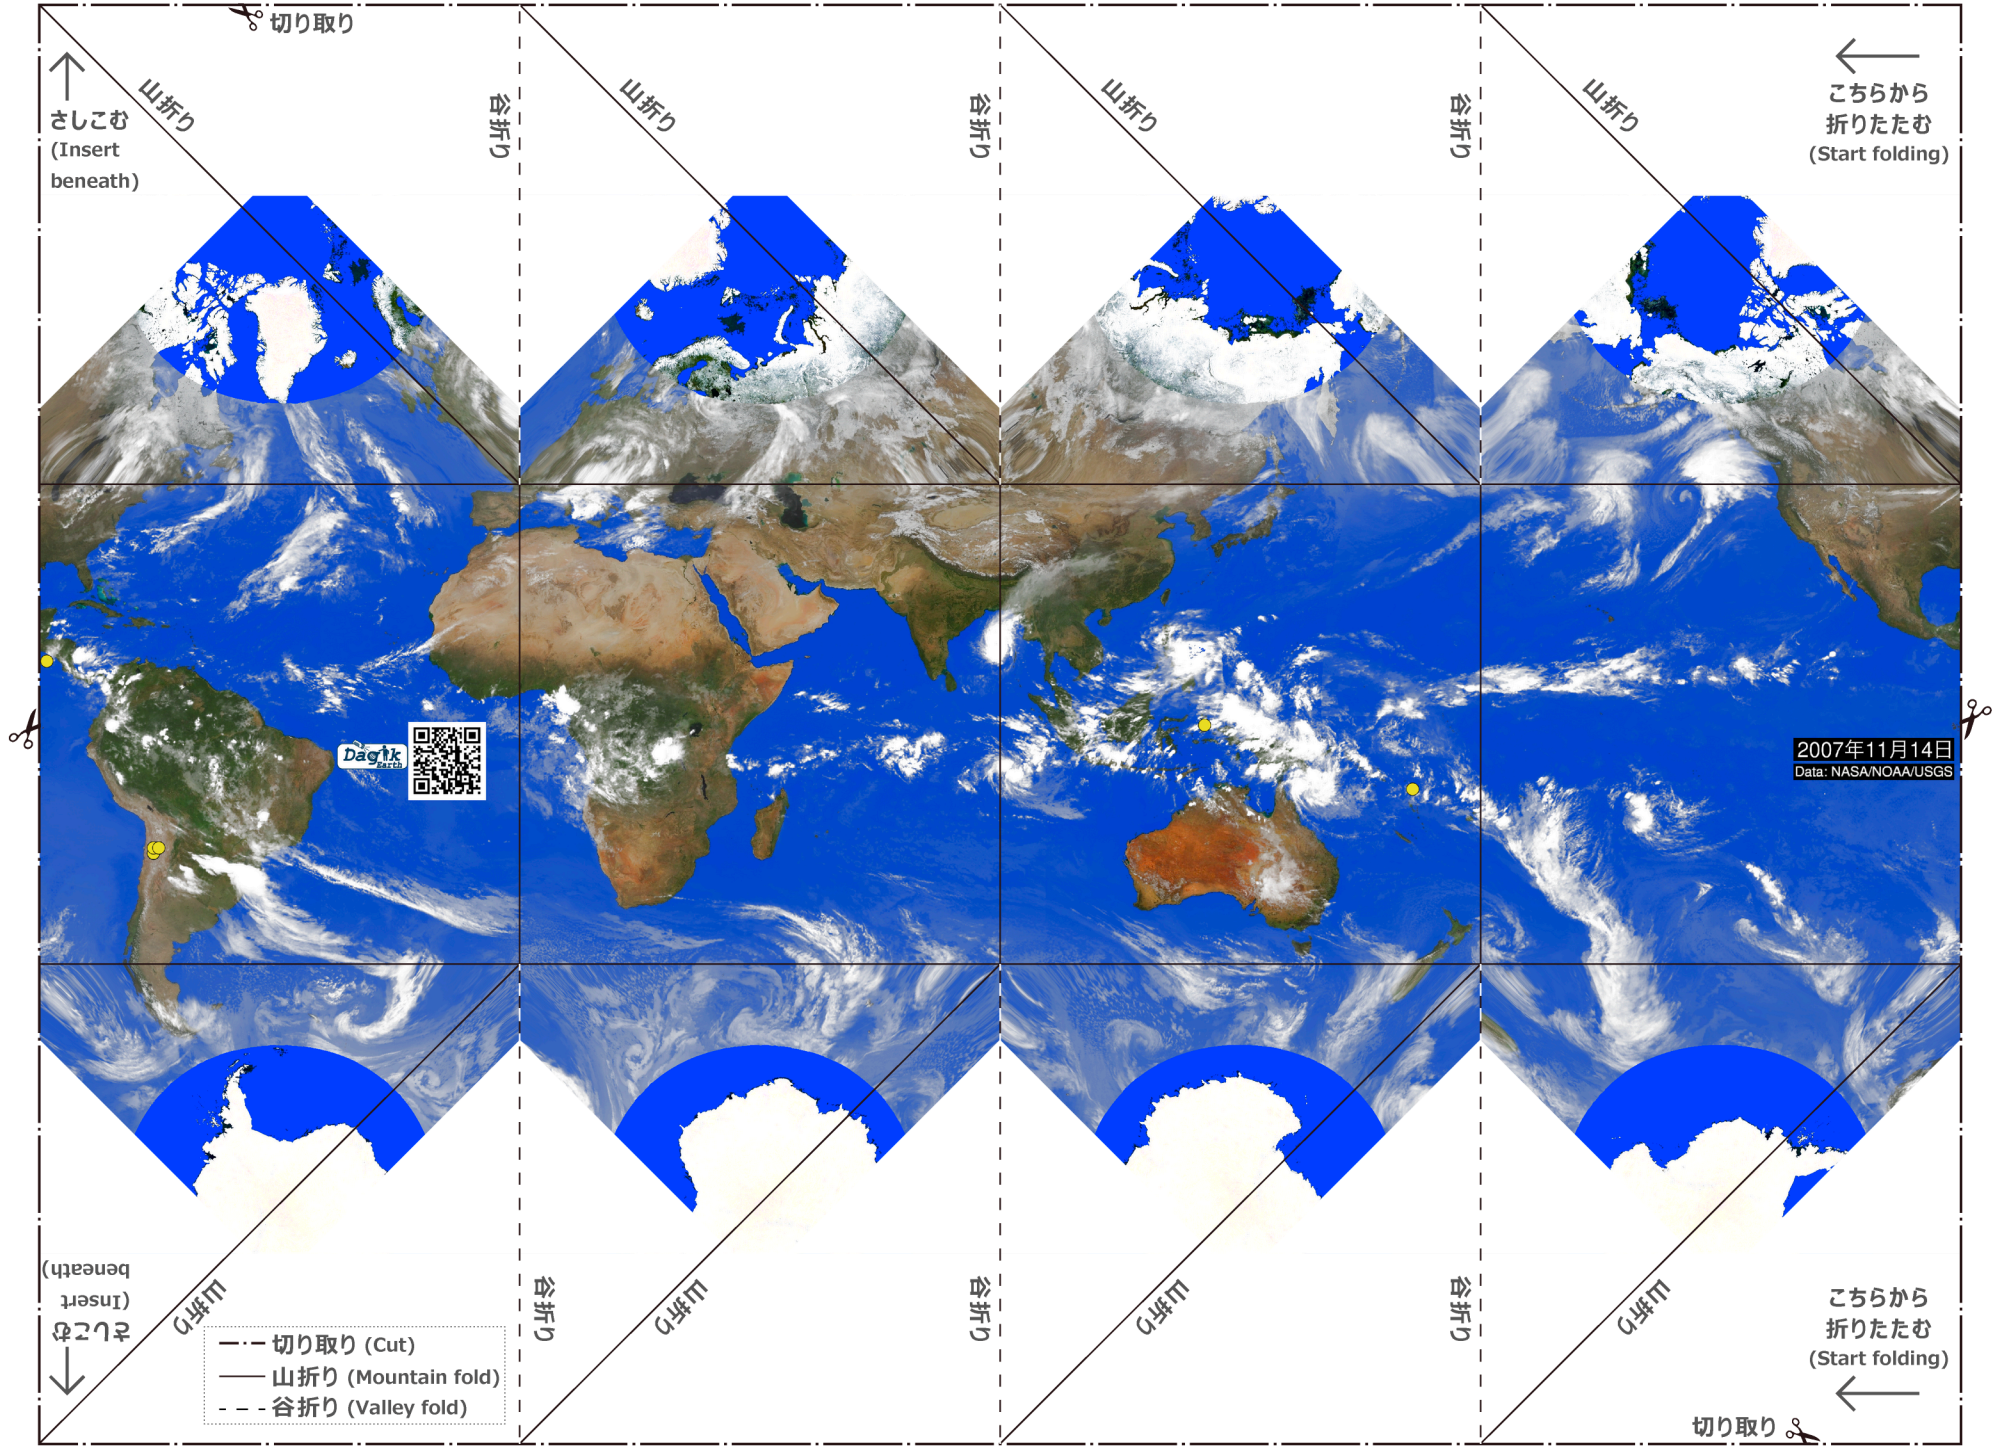 切り取り
山折り
山折り
山折り
山折り
さしこむ
(Insert
beneath)
谷折り
谷折り
谷折り
こちらから
折りたたむ
(Start folding)
Dagik
Earth
2007年11月14日
Data: NASA/NOAA/USGS
さしこむ
(Insert
beneath)
山折り
山折り
山折り
山折り
谷折り
谷折り
谷折り
こちらから
折りたたむ
(Start folding)
切り取り (Cut)
山折り (Mountain fold)
谷折り (Valley fold)
切り取り